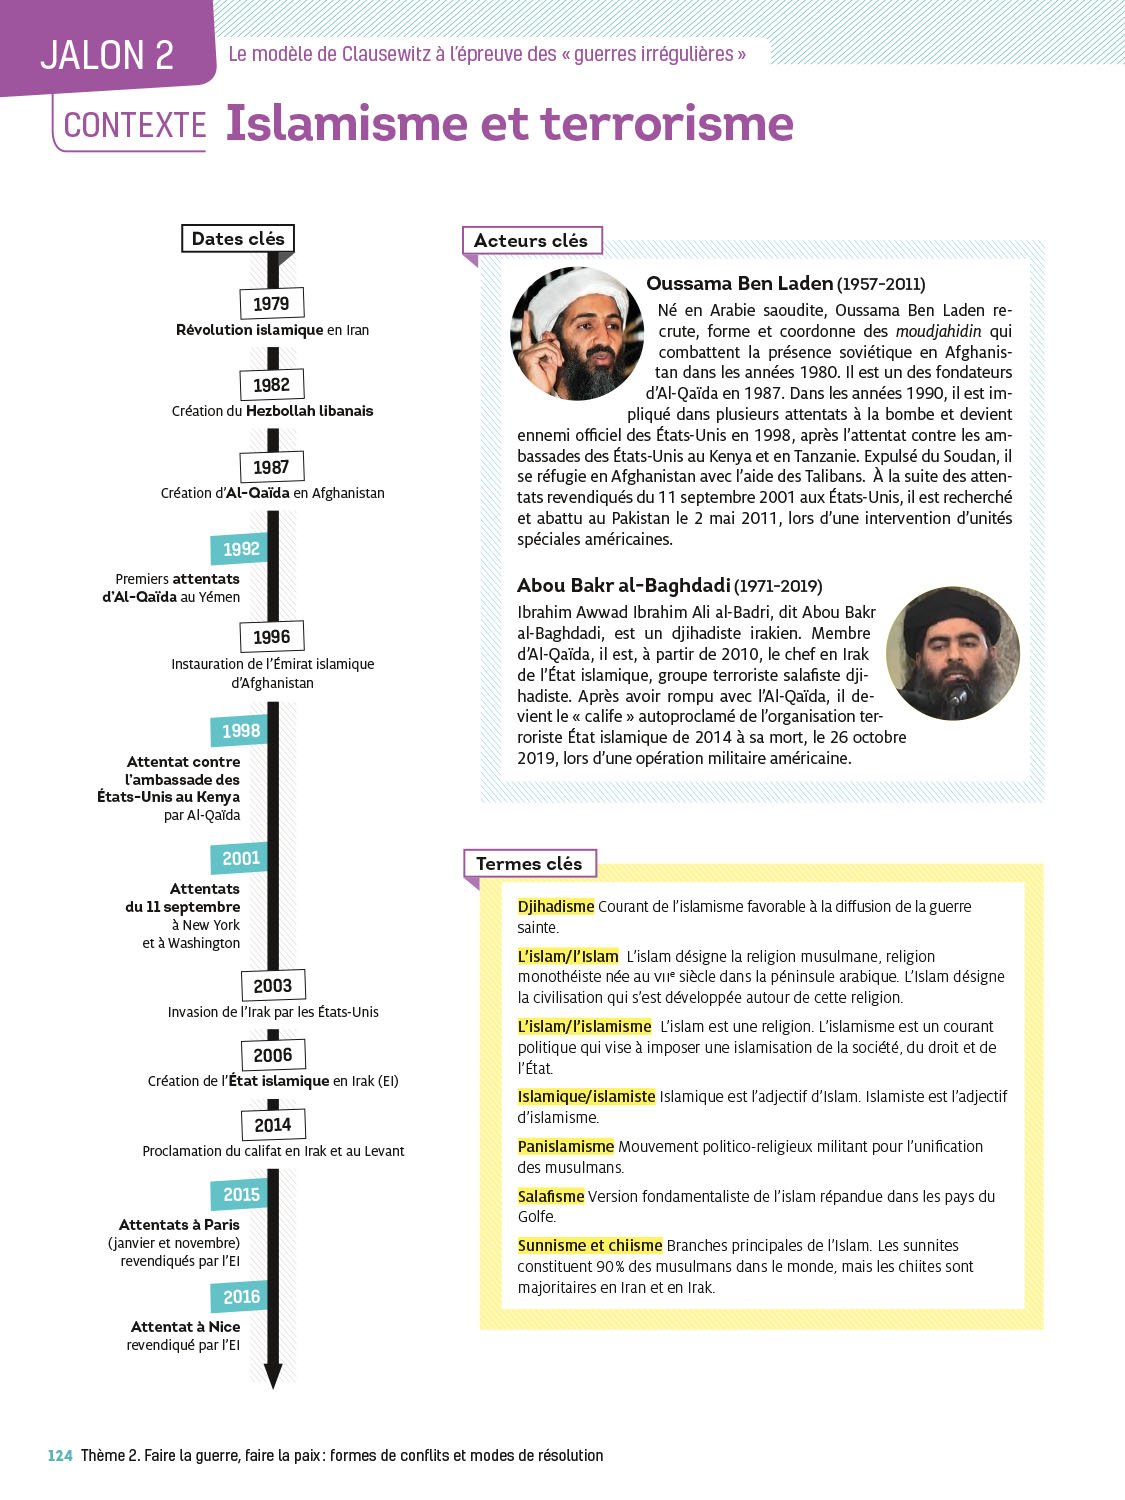 JALON 2
Le modèle de Clausewitz à l’épreuve des « guerres irrégulières »
CONTEXTE Islamisme et terrorisme
Dates clés
1979
Révolution islamique en Iran
1982
Création du Hezbollah libanais
1987
Création d’Al-Qaïda en Afghanistan
1992
Premiers attentats
d’Al-Qaïda au Yémen
1996
Instauration de l’Émirat islamique
d’Afghanistan
1998
Attentat contre
l’ambassade des
États-Unis au Kenya
par Al-Qaïda
2001
Attentats
du 11 septembre
à New York
et à Washington
2003
Invasion de l’Irak par les États-Unis
2006
Création de l’État islamique en Irak (EI)
2014
Proclamation du califat en Irak et au Levant
2015
Attentats à Paris
(janvier et novembre)
revendiqués par l’EI
2016
Attentat à Nice
revendiqué par l’EI
Acteurs clés
Oussama Ben Laden (1957-2011)
Né en Arabie saoudite, Oussama Ben Laden re-
crute, forme et coordonne des moudjahidin qui
combattent la présence soviétique en Afghanis-
tan dans les années 1980. Il est un des fondateurs
d’Al-Qaïda en 1987. Dans les années 1990, il est im-
pliqué dans plusieurs attentats à la bombe et devient
ennemi officiel des États-Unis en 1998, après l’attentat contre les am-
bassades des États-Unis au Kenya et en Tanzanie. Expulsé du Soudan, il
se réfugie en Afghanistan avec l’aide des Talibans. À la suite des atten-
tats revendiqués du 11 septembre 2001 aux États-Unis, il est recherché
et abattu au Pakistan le 2 mai 2011, lors d’une intervention d’unités
spéciales américaines.
Abou Bakr al-Baghdadi (1971-2019)
Ibrahim Awwad Ibrahim Ali al-Badri, dit Abou Bakr
al-Baghdadi, est un djihadiste irakien. Membre
d’Al-Qaïda, il est, à partir de 2010, le chef en Irak
de l’État islamique, groupe terroriste salafiste dji-
hadiste. Après avoir rompu avec l’Al-Qaïda, il de-
vient le « calife » autoproclamé de l’organisation ter-
roriste État islamique de 2014 à sa mort, le 26 octobre
2019, lors d’une opération militaire américaine.
Termes clés
Djihadisme Courant de l’islamisme favorable à la diffusion de la guerre
sainte.
L’islam/l’Islam L’islam désigne la religion musulmane, religion
monothéiste née au VIIe siècle dans la péninsule arabique. L’Islam désigne
la civilisation qui s’est développée autour de cette religion.
L’islam/l’islamisme L’islam est une religion. L’islamisme est un courant
politique qui vise à imposer une islamisation de la société, du droit et de
l’État.
Islamique/islamiste Islamique est l’adjectif d’Islam. Islamiste est l’adjectif
d’islamisme.
Panislamisme Mouvement politico-religieux militant pour l’unification
des musulmans.
Salafisme Version fondamentaliste de l’islam répandue dans les pays du
Golfe.
Sunnisme et chiisme Branches principales de l’Islam. Les sunnites
constituent 90 % des musulmans dans le monde, mais les chiites sont
majoritaires en Iran et en Irak.
124 Thème 2. Faire la guerre, faire la paix : formes de conflits et modes de résolution